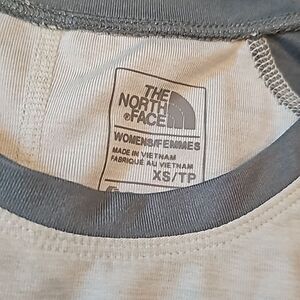 THE
NORTH
FACE
WOMENS/FEMMES
MADE IN VIETNAM
FABRIQUÉ AU VIETNAM
XS/TP